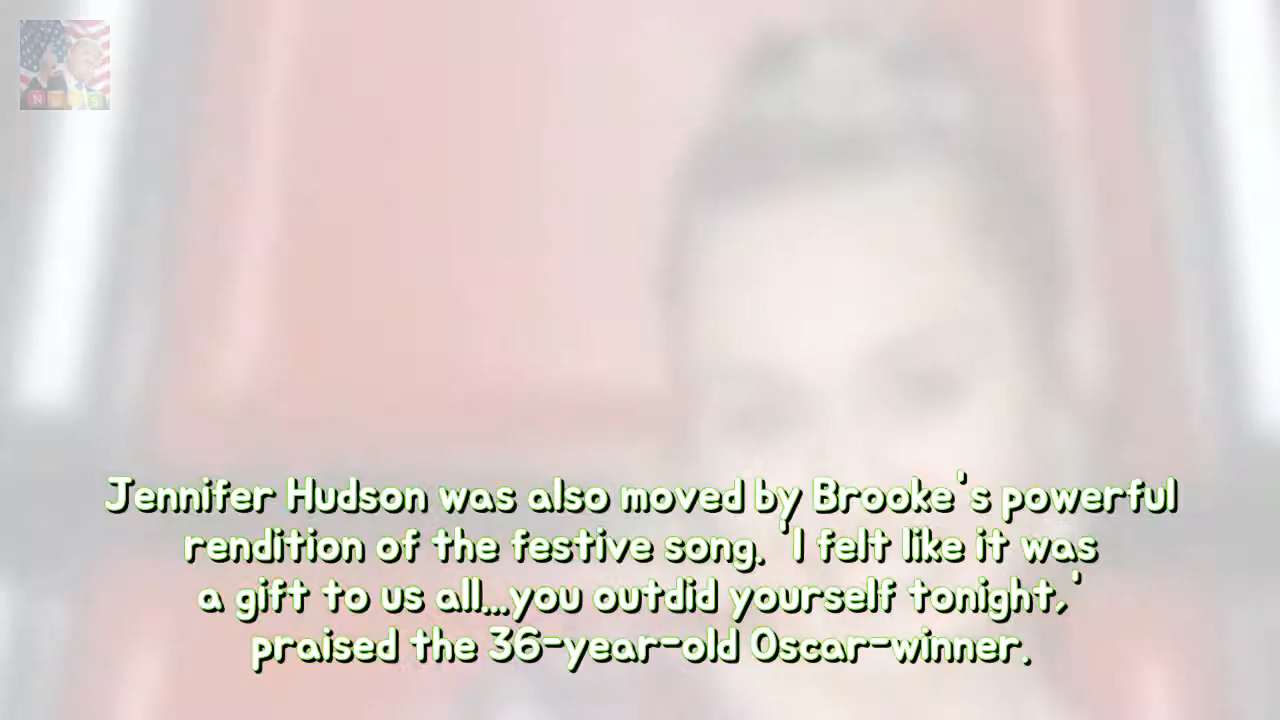 NEWS
Jennifer Hudson was also moved by Brooke's powerful
rendition of the festive song. 'I felt like it was
a gift to us all...you outdid yourself tonight,'
praised the 36-year-old Oscar-winner.